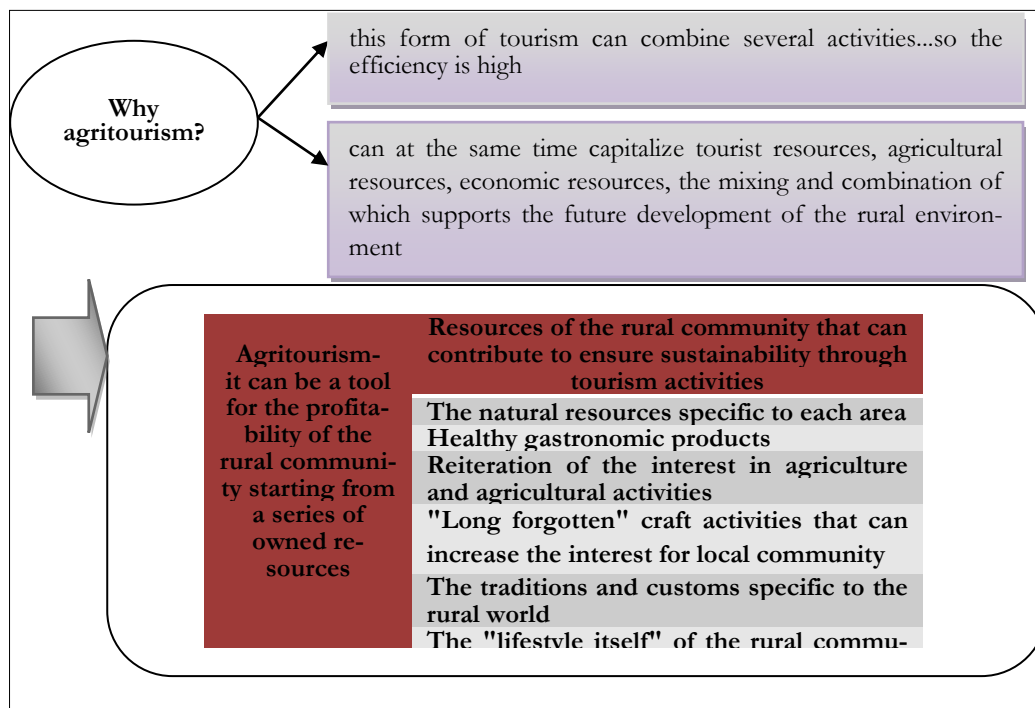 Why
agritourism?
this form of tourism can combine several activities...so the
efficiency is high
can at the same time capitalize tourist resources, agricultural
resources, economic resources, the mixing and combination of
which supports the future development of the rural environ-
ment
Agritourism-
it can be a tool
for the profita-
bility of the
rural communi-
ty starting from
a series of
owned re-
sources
Resources of the rural community that can
contribute to ensure sustainability through
tourism activities
The natural resources specific to each area
Healthy gastronomic products
Reiteration of the interest in agriculture
and agricultural activities
"Long forgotten" craft activities that can
increase the interest for local community
The traditions and customs specific to the
rural world
The "lifestyle itself" of the rural commu-